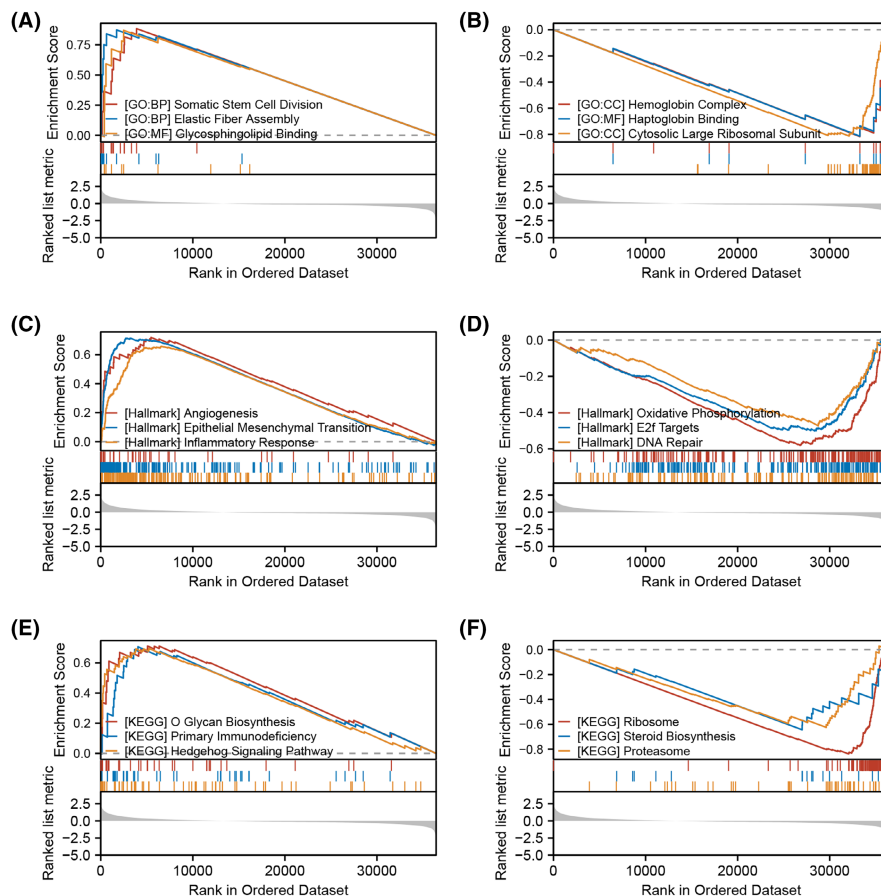 (A)
Enrichment Score
0.75
0.50
0.25
0.00
[GO:BP] Somatic Stem Cell Division
[GO:BP] Elastic Fiber Assembly
[GO:MF] Glycosphingolipid Binding
Ranked list metric
2.5
0.0
−2.5
−5.0
0 10000 20000 30000
Rank in Ordered Dataset
(B)
Enrichment Score
0.0
−0.2
−0.4
−0.6
−0.8
[GO:CC] Hemoglobin Complex
[GO:MF] Haptoglobin Binding
[GO:CC] Cytosolic Large Ribosomal Subunit
Ranked list metric
2.5
0.0
−2.5
−5.0
0 10000 20000 30000
Rank in Ordered Dataset
(C)
Enrichment Score
0.6
0.4
0.2
0.0
[Hallmark] Angiogenesis
[Hallmark] Epithelial Mesenchymal Transition
[Hallmark] Inflammatory Response
Ranked list metric
2.5
0.0
−2.5
−5.0
0 10000 20000 30000
Rank in Ordered Dataset
(D)
Enrichment Score
0.0
−0.2
−0.4
−0.6
[Hallmark] Oxidative Phosphorylation
[Hallmark] E2f Targets
[Hallmark] DNA Repair
Ranked list metric
2.5
0.0
−2.5
−5.0
0 10000 20000 30000
Rank in Ordered Dataset
(E)
Enrichment Score
0.6
0.4
0.2
0.0
[KEGG] O Glycan Biosynthesis
[KEGG] Primary Immunodeficiency
[KEGG] Hedgehog Signaling Pathway
Ranked list metric
2.5
0.0
−2.5
−5.0
0 10000 20000 30000
Rank in Ordered Dataset
(F)
Enrichment Score
0.0
−0.2
−0.4
−0.6
−0.8
[KEGG] Ribosome
[KEGG] Steroid Biosynthesis
[KEGG] Proteasome
Ranked list metric
2.5
0.0
−2.5
−5.0
0 10000 20000 30000
Rank in Ordered Dataset